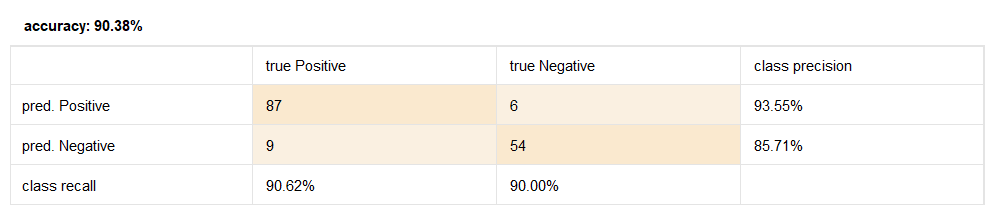 accuracy: 90.38%
true Positive true Negative class precision
pred. Positive 87 6 93.55%
pred. Negative 9 54 85.71%
class recall 90.62% 90.00%